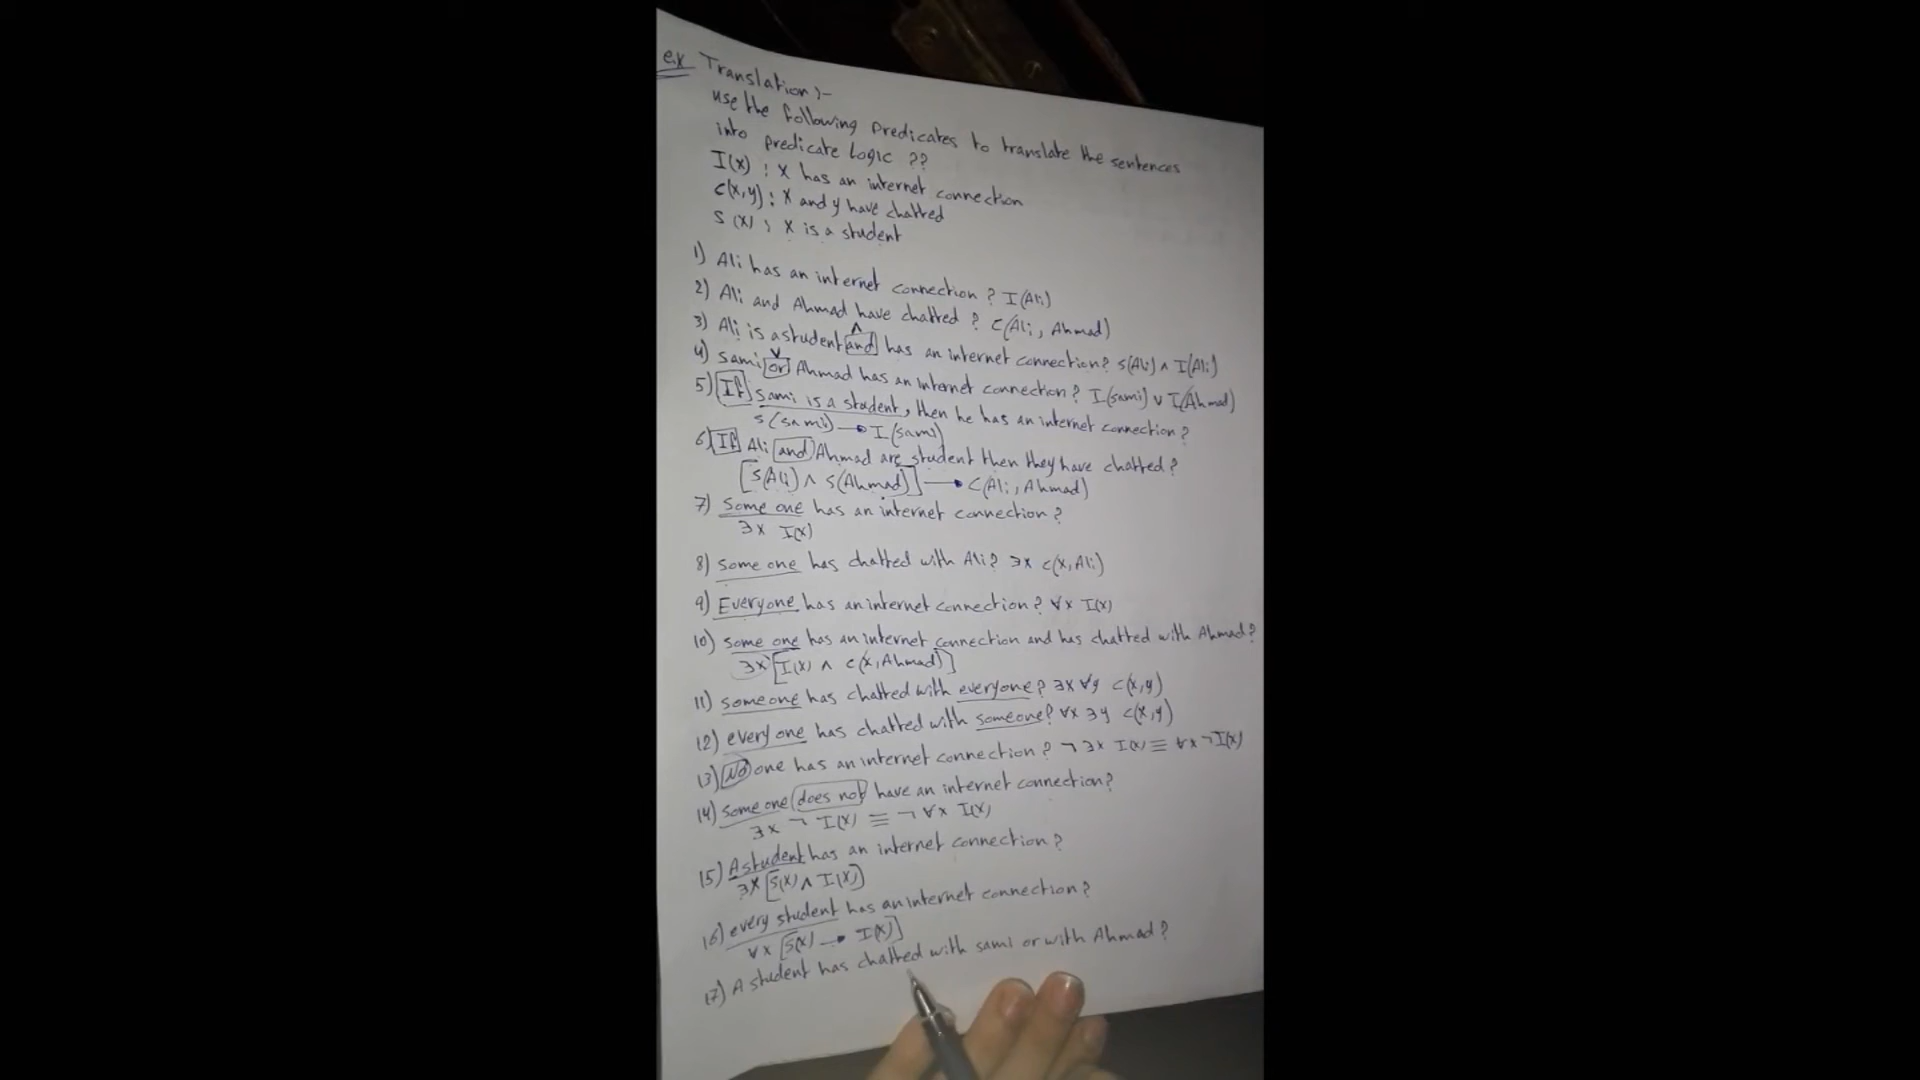 ex Translation :-
use the following predicates to translate the sentences
into predicate logic ??
I(x) : x has an internet connection
C(x,y) : x and y have chatted
S(x) : x is a student
1) Ali has an internet connection ? I(Ali)
2) Ali and Ahmad have chatted ? C(Ali, Ahmad)
∧
3) Ali is a student and has an internet connection? S(Ali) ∧ I(Ali)
∨
4) Sami or Ahmad has an internet connection? I(sami) ∨ I(Ahmad)
5) If Sami is a student, then he has an internet connection?
S(sami) → I(sami)
6) If Ali and Ahmad are student then they have chatted?
[S(Ali) ∧ S(Ahmad)] → C(Ali, Ahmad)
7) Some one has an internet connection?
∃x I(x)
8) Some one has chatted with Ali? ∃x C(x,Ali)
9) Everyone has an internet connection? ∀x I(x)
10) some one has an internet connection and has chatted with Ahmad?
∃x [I(x) ∧ C(x,Ahmad)]
11) someone has chatted with everyone? ∃x ∀y C(x,y)
12) every one has chatted with someone? ∀x ∃y C(x,y)
13) No one has an internet connection? ¬∃x I(x) ≡ ∀x ¬I(x)
14) Some one does not have an internet connection?
∃x ¬ I(x) ≡ ¬ ∀x I(x)
15) A student has an internet connection?
∃x [S(x) ∧ I(x)]
16) every student has an internet connection?
∀x [S(x) → I(x)]
17) A student has chatted with sami or with Ahmad?